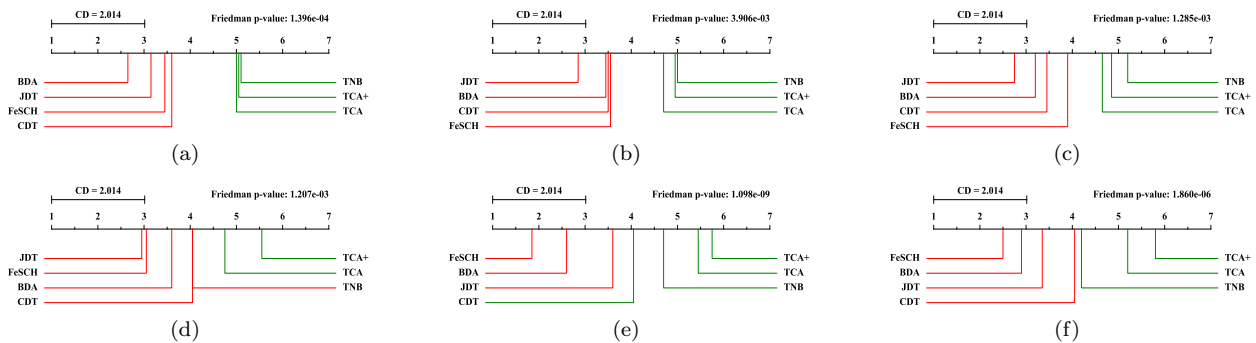 CD = 2.014 Friedman p-value: 1.396e-04
1 2 3 4 5 6 7
BDA TNB
JDT TCA+
FeSCH TCA
CDT
(a)
CD = 2.014 Friedman p-value: 3.906e-03
1 2 3 4 5 6 7
JDT TNB
BDA TCA+
CDT TCA
FeSCH
(b)
CD = 2.014 Friedman p-value: 1.285e-03
1 2 3 4 5 6 7
JDT TNB
BDA TCA+
CDT TCA
FeSCH
(c)
CD = 2.014 Friedman p-value: 1.207e-03
1 2 3 4 5 6 7
JDT TCA+
FeSCH TCA
BDA TNB
CDT
(d)
CD = 2.014 Friedman p-value: 1.098e-09
1 2 3 4 5 6 7
FeSCH TCA+
BDA TCA
JDT TNB
CDT
(e)
CD = 2.014 Friedman p-value: 1.860e-06
1 2 3 4 5 6 7
FeSCH TCA+
BDA TCA
JDT TNB
CDT
(f)